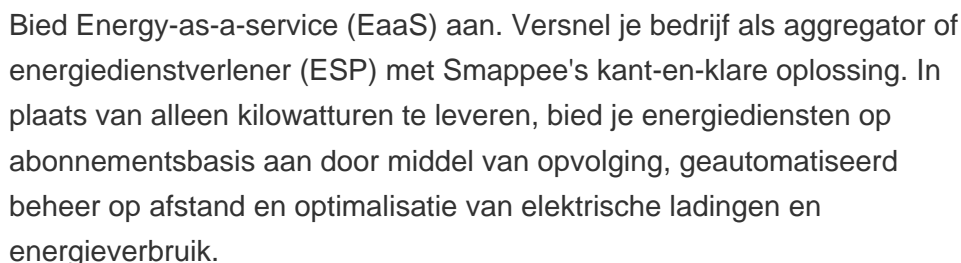 Bied Energy-as-a-service (EaaS) aan. Versnel je bedrijf als aggregator of
energiedienstverlener (ESP) met Smappee's kant-en-klare oplossing. In
plaats van alleen kilowatturen te leveren, bied je energiediensten op
abonnementsbasis aan door middel van opvolging, geautomatiseerd
beheer op afstand en optimalisatie van elektrische ladingen en
energieverbruik.